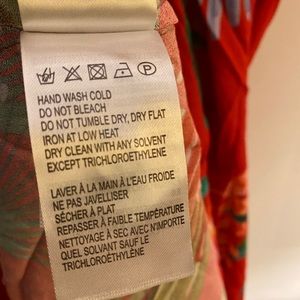 HAND WASH COLD
DO NOT BLEACH
DO NOT TUMBLE DRY, DRY FLAT
IRON AT LOW HEAT
DRY CLEAN WITH ANY SOLVENT
EXCEPT TRICHLOROETHYLENE
LAVER À LA MAIN À L'EAU FROIDE
NE PAS JAVELLISER
SÉCHER À PLAT
REPASSER À FAIBLE TEMPÉRATURE
NETTOYAGE À SEC AVEC N'IMPORTE
QUEL SOLVANT SAUF LE
TRICHLOROÉTHYLÈNE